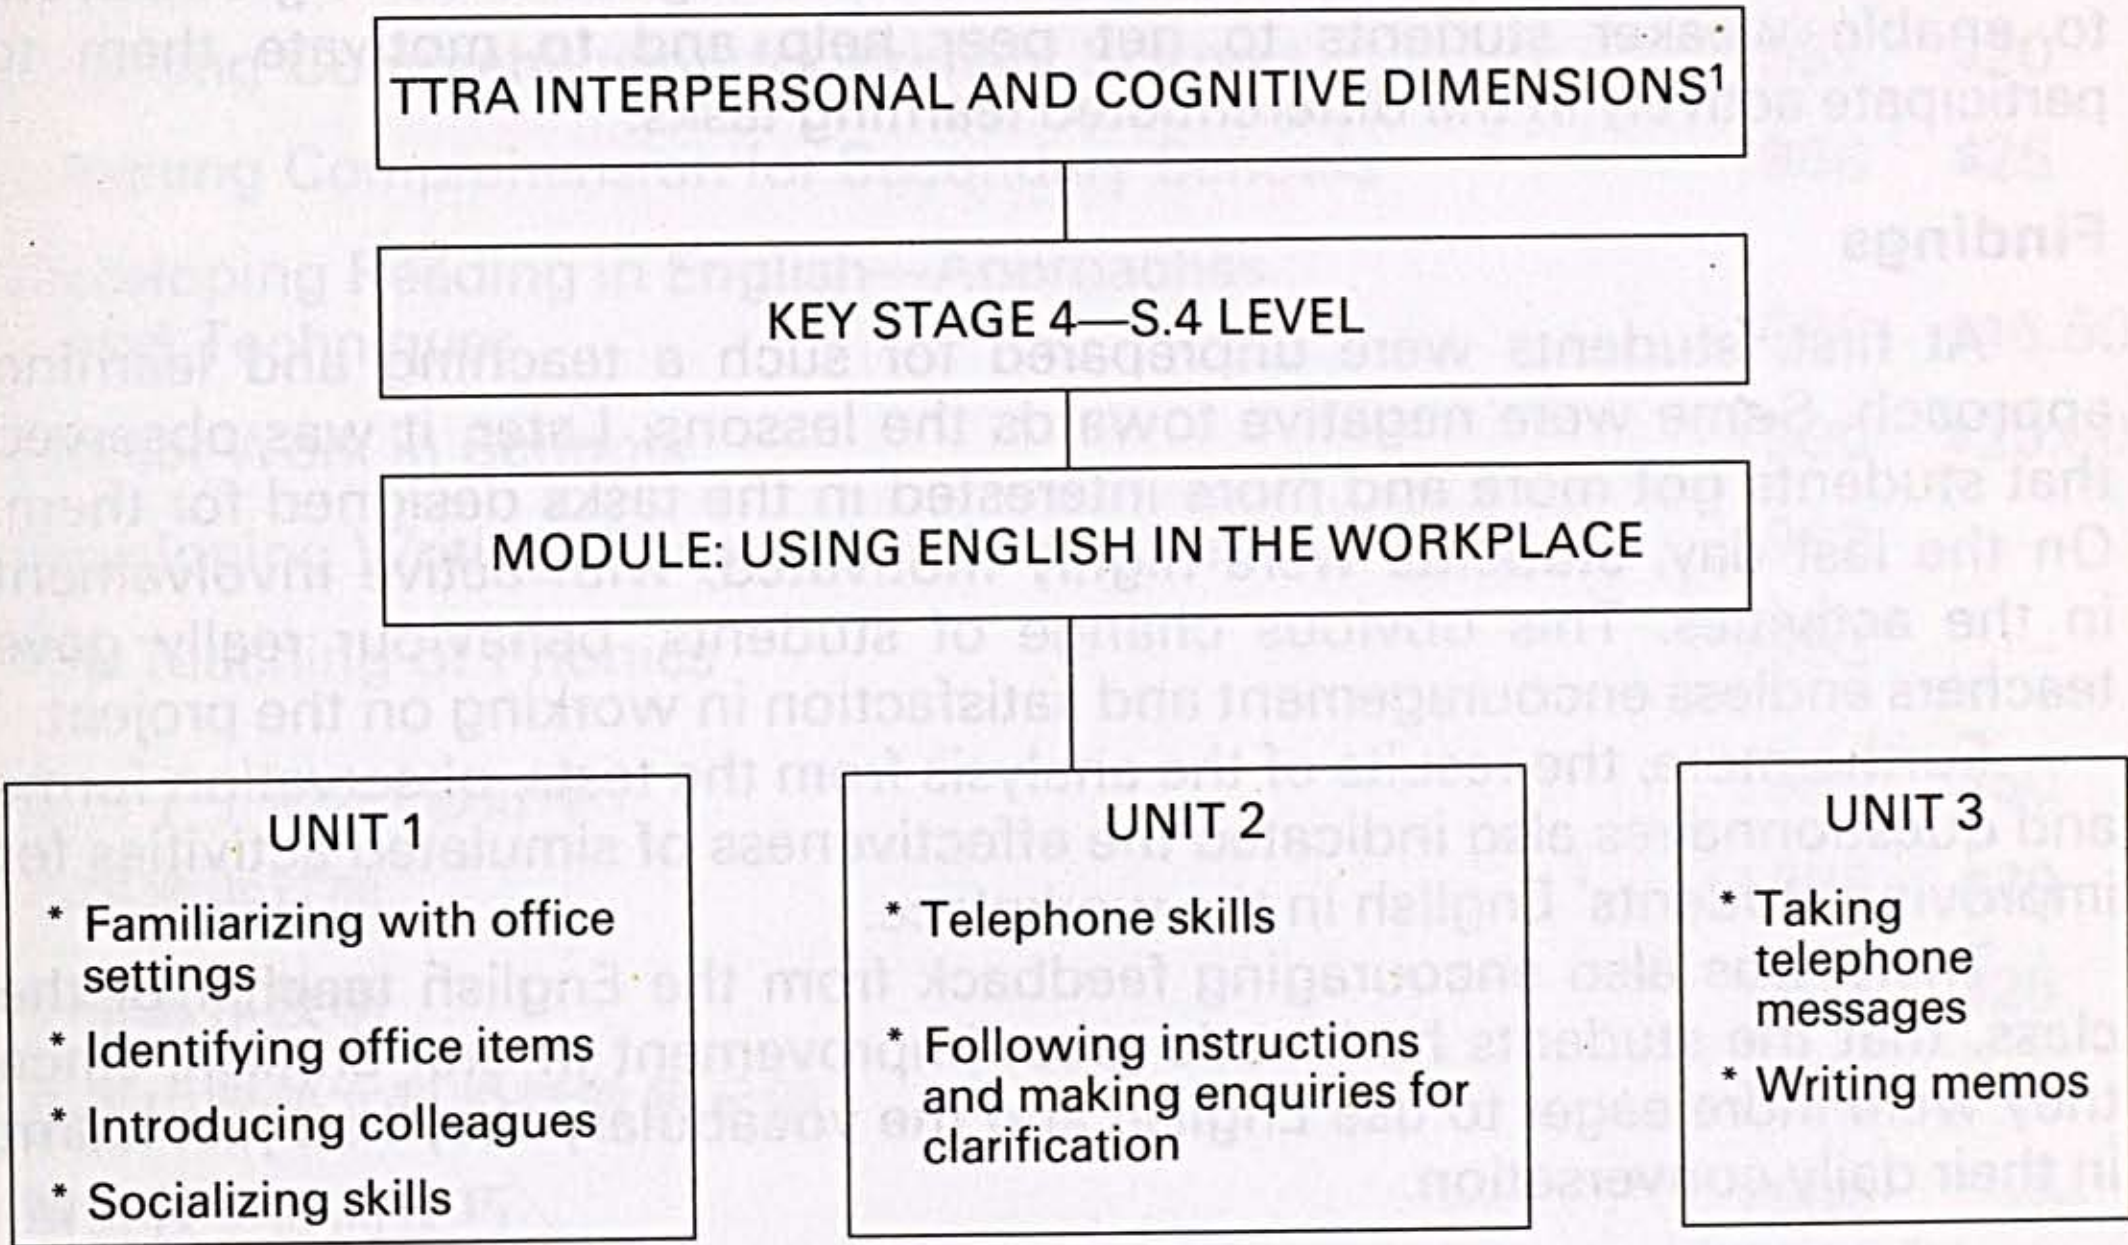 TTRA INTERPERSONAL AND COGNITIVE DIMENSIONS¹
KEY STAGE 4—S.4 LEVEL
MODULE: USING ENGLISH IN THE WORKPLACE
UNIT 1
* Familiarizing with office
settings
* Identifying office items
* Introducing colleagues
* Socializing skills
UNIT 2
* Telephone skills
* Following instructions
and making enquiries for
clarification
UNIT 3
* Taking
telephone
messages
* Writing memos